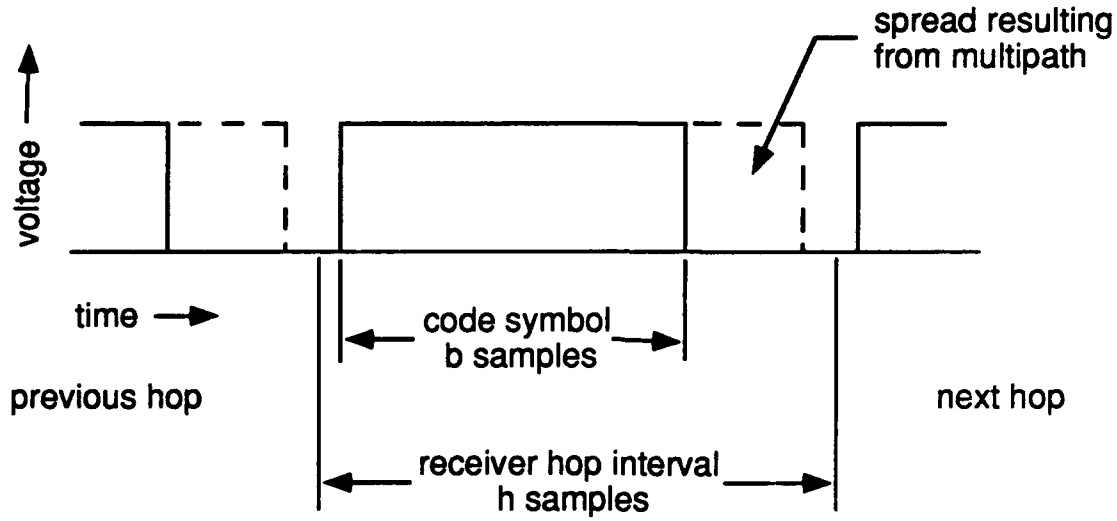 spread resulting
from multipath
voltage
time
code symbol
b samples
previous hop
next hop
receiver hop interval
h samples